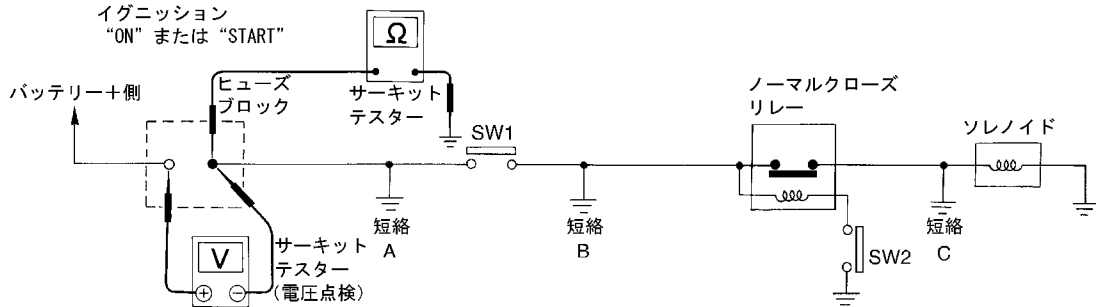 イグニッション
“ON”または“START”
バッテリー＋側
ヒューズ
ブロック
Ω
サーキット
テスター
SW1
ノーマルクローズ
リレー
ソレノイド
短絡
A
短絡
B
短絡
C
SW2
V
＋
−
サーキット
テスター
(電圧点検)